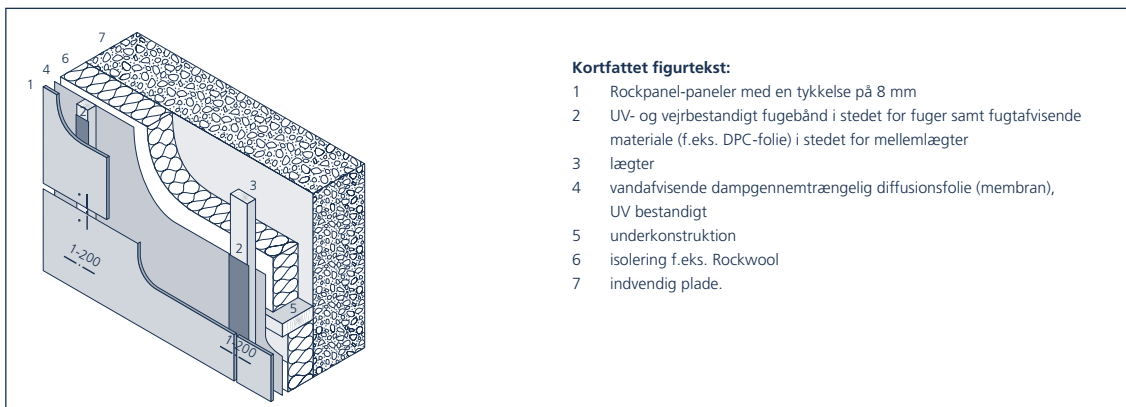 7
6
4
1
2
3
2
5
1-200
1-200
Kortfattet figurtekst:
1 Rockpanel-paneler med en tykkelse på 8 mm
2 UV- og vejrbestandigt fugebånd i stedet for fuger samt fugtafvisende
materiale (f.eks. DPC-folie) i stedet for mellemlægter
3 lægter
4 vandafvisende dampgennemtrængelig diffusionsfolie (membran),
UV bestandigt
5 underkonstruktion
6 isolering f.eks. Rockwool
7 indvendig plade.